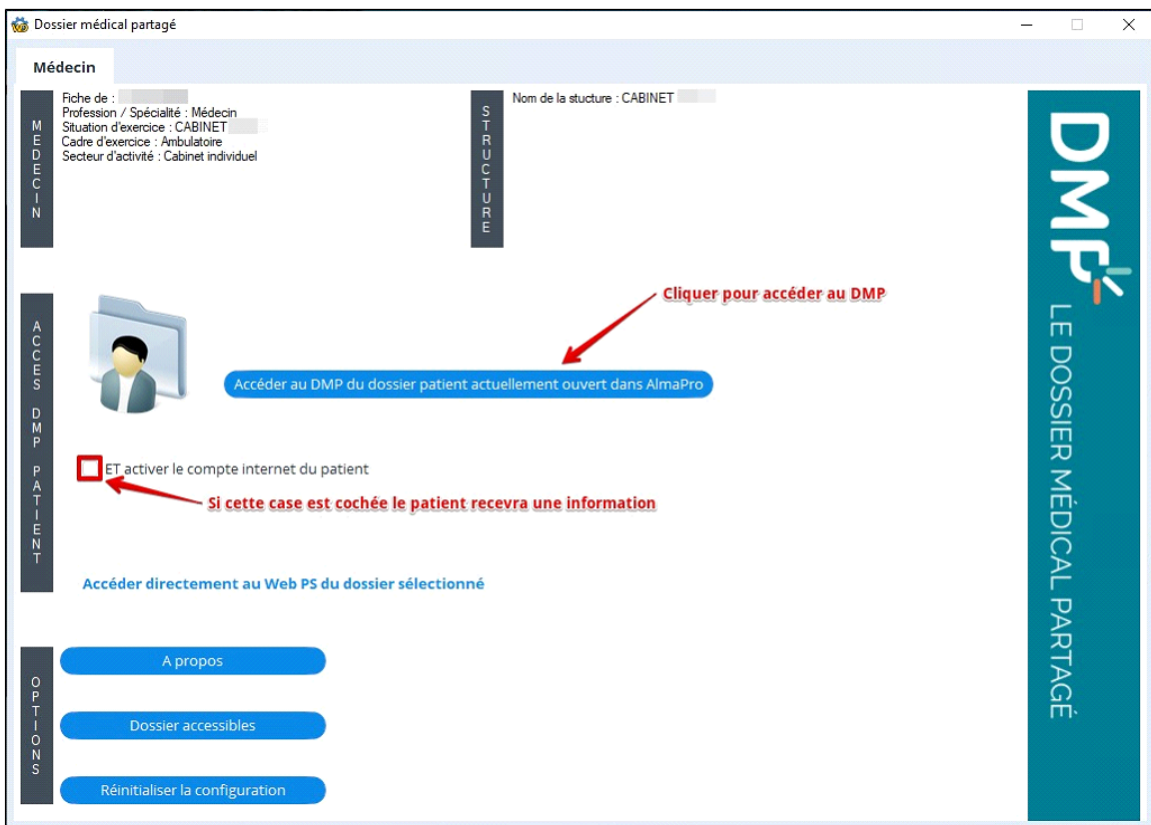 Dossier médical partagé
Médecin
MEDECIN
Fiche de :
Profession / Spécialité : Médecin
Situation d'exercice : CABINET
Cadre d'exercice : Ambulatoire
Secteur d'activité : Cabinet individuel
STRUCTURE
Nom de la stucture : CABINET
DMP
LE DOSSIER MÉDICAL PARTAGÉ
ACCES DMP PATIENT
Cliquer pour accéder au DMP
Accéder au DMP du dossier patient actuellement ouvert dans AlmaPro
ET activer le compte internet du patient
Si cette case est cochée le patient recevra une information
Accéder directement au Web PS du dossier sélectionné
OPTIONS
A propos
Dossier accessibles
Réinitialiser la configuration